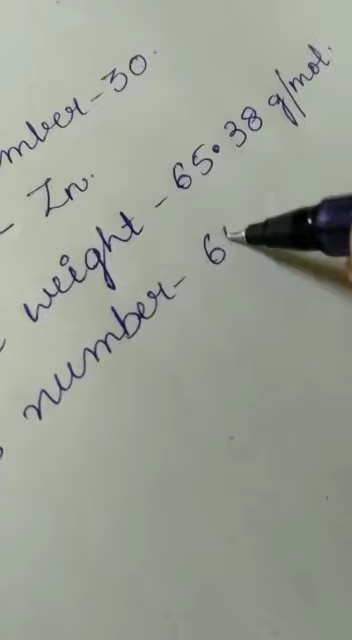 mber-30.
- Zn.
weight - 65.38 g/mol.
number- 6